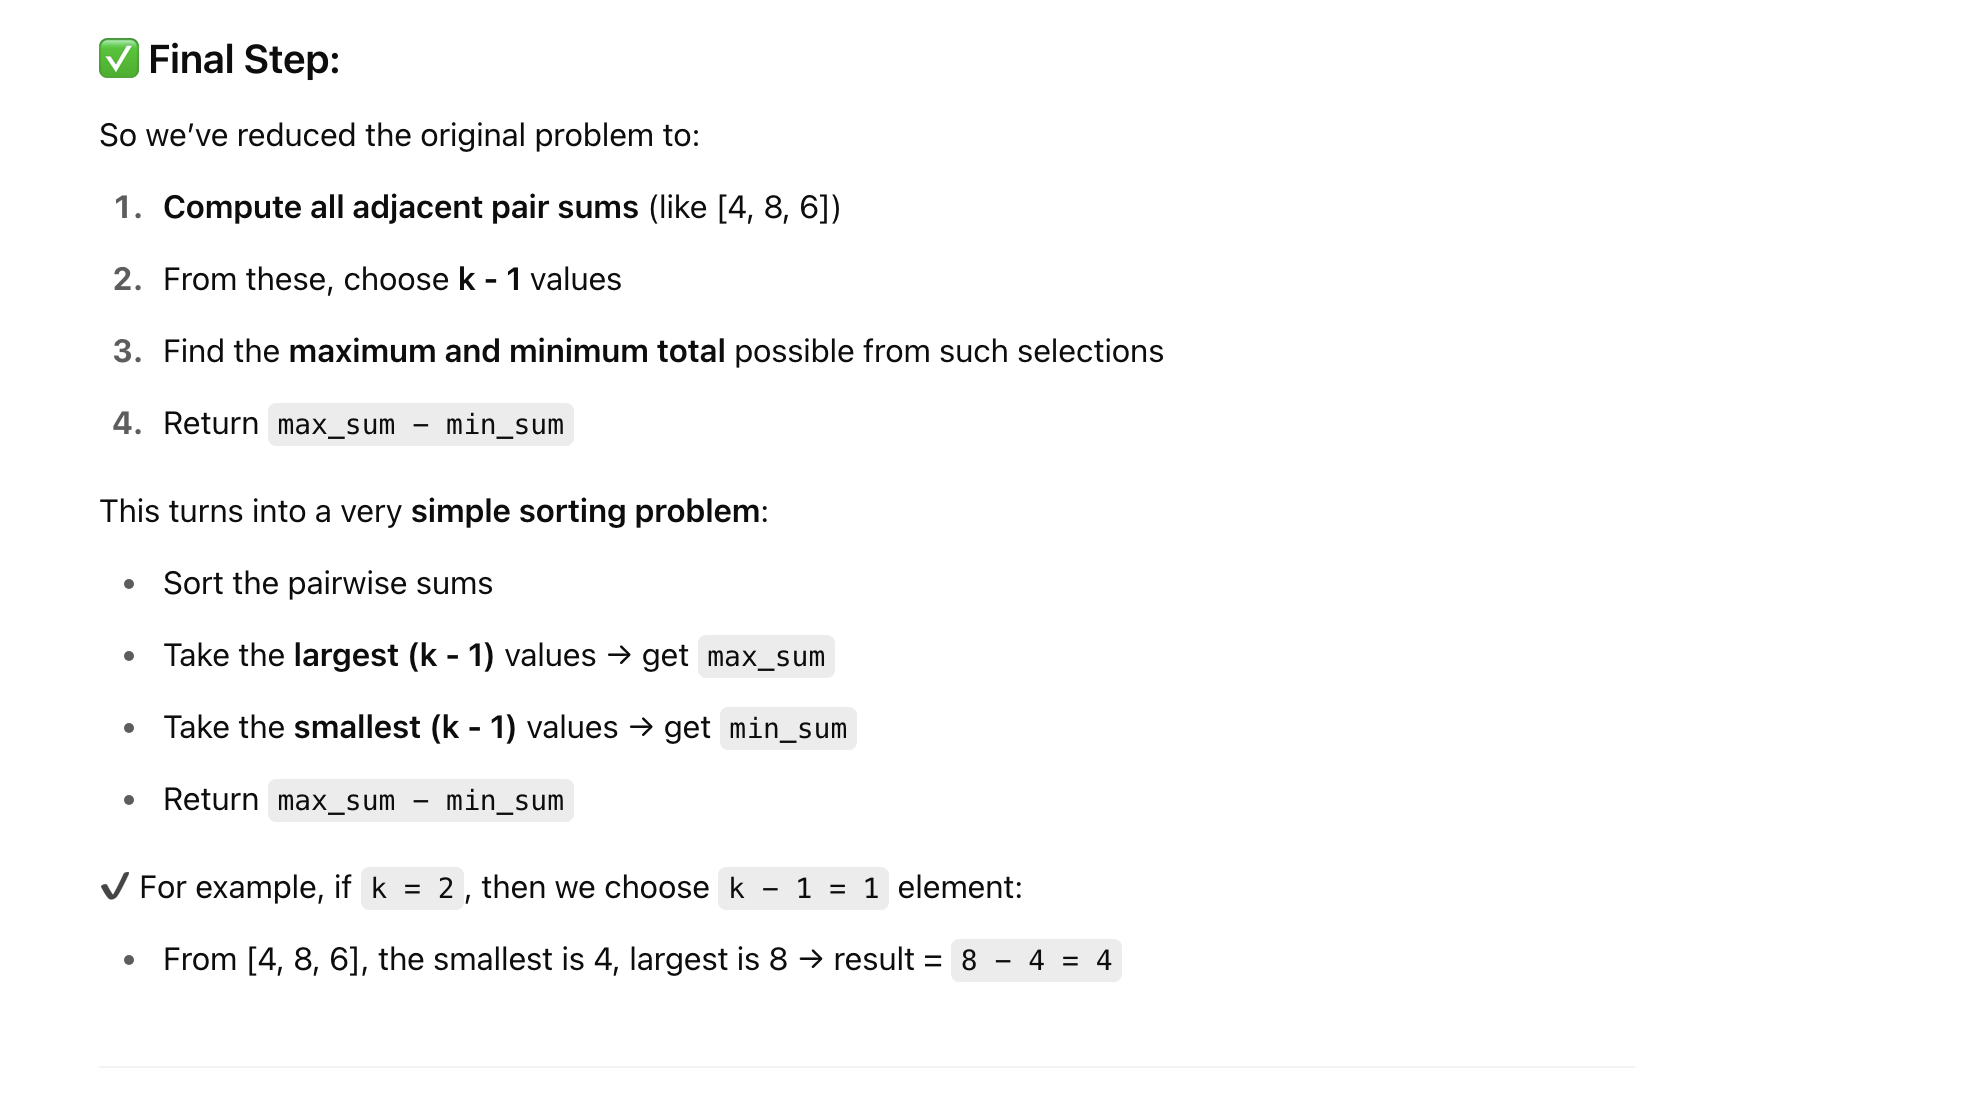 ✅ Final Step:
So we’ve reduced the original problem to:
1. Compute all adjacent pair sums (like [4, 8, 6])
2. From these, choose k - 1 values
3. Find the maximum and minimum total possible from such selections
4. Return max_sum - min_sum
This turns into a very simple sorting problem:
• Sort the pairwise sums
• Take the largest (k - 1) values → get max_sum
• Take the smallest (k - 1) values → get min_sum
• Return max_sum - min_sum
✔ For example, if k = 2, then we choose k - 1 = 1 element:
• From [4, 8, 6], the smallest is 4, largest is 8 → result = 8 - 4 = 4